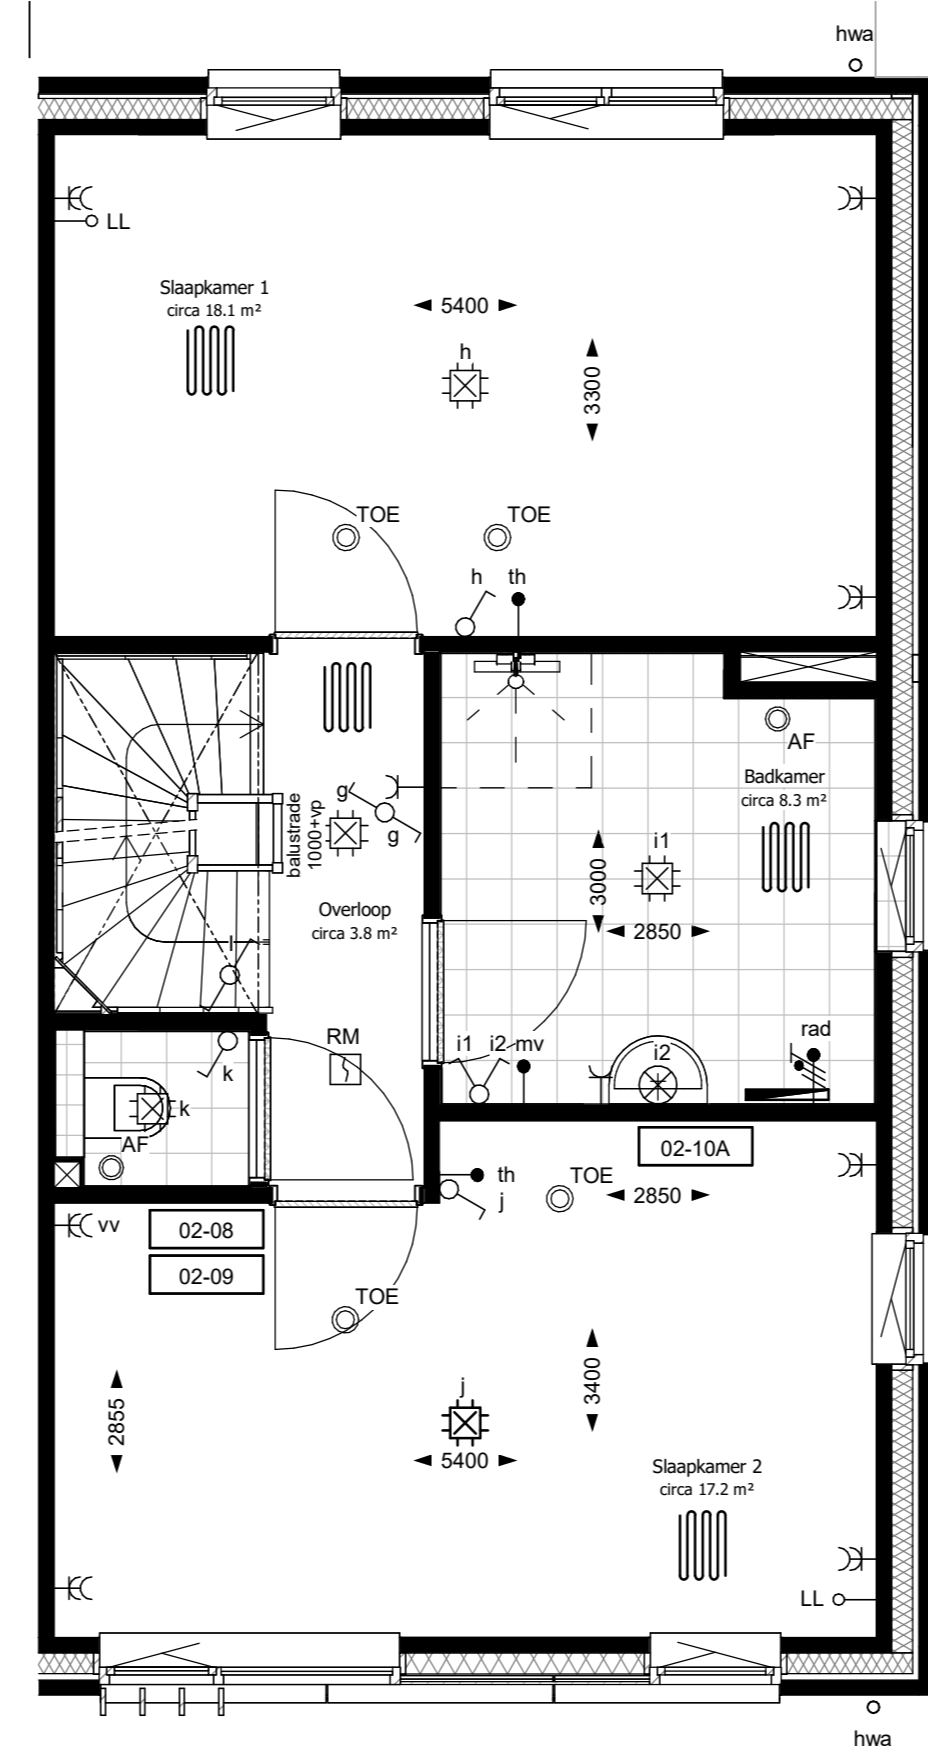 hwa
LL
Slaapkamer 1
circa 18.1 m²
5400
h
3300
TOE
TOE
h th
balustrade
1000+vp
g
g
AF
Badkamer
circa 8.3 m²
i1
3000
2850
Overloop
circa 3.8 m²
l
RM
i1 i2 mv
i2
rad
k
k
AF
02-10A
th
j
TOE
2850
vv
02-08
02-09
TOE
2855
3400
j
5400
Slaapkamer 2
circa 17.2 m²
LL
hwa